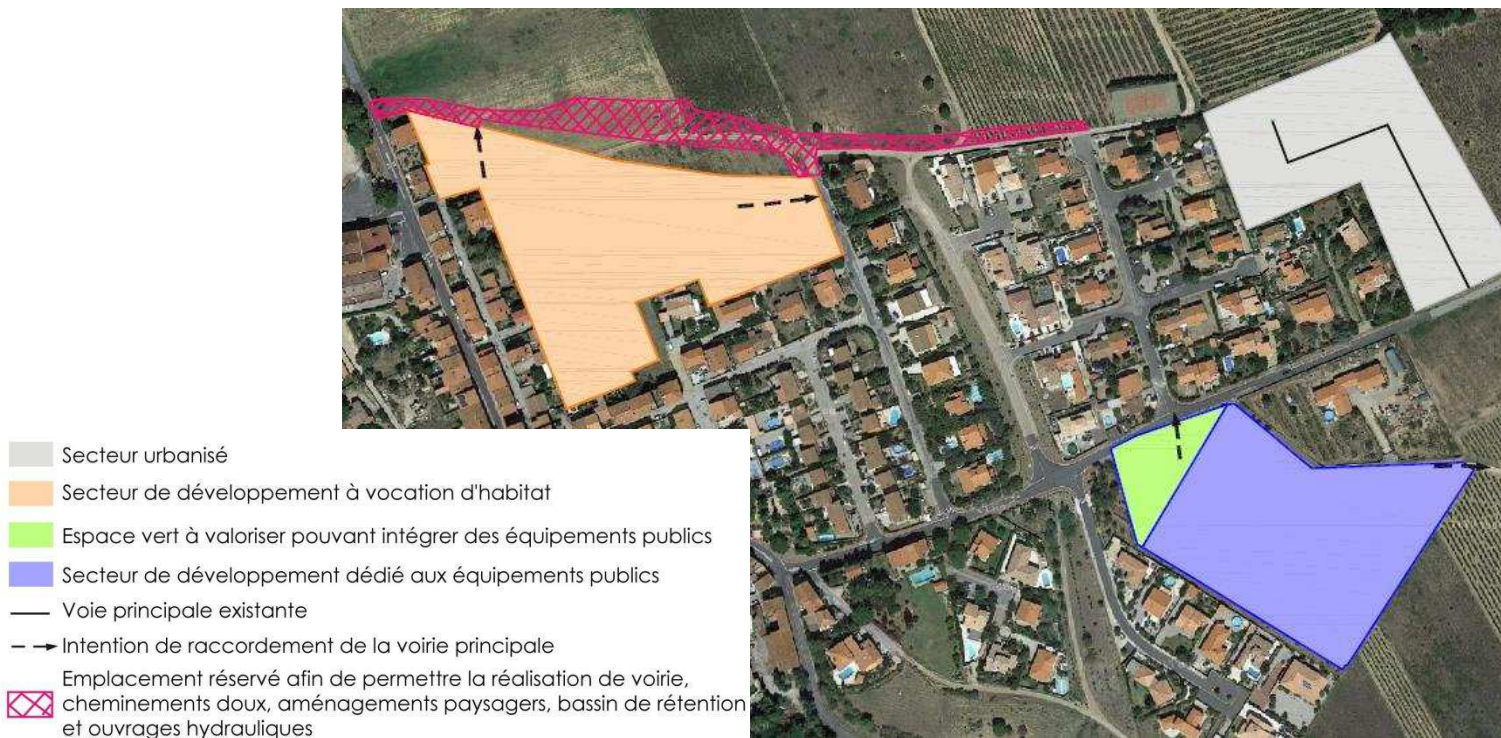 Secteur urbanisé
Secteur de développement à vocation d'habitat
Espace vert à valoriser pouvant intégrer des équipements publics
Secteur de développement dédié aux équipements publics
Voie principale existante
Intention de raccordement de la voirie principale
Emplacement réservé afin de permettre la réalisation de voirie,
cheminements doux, aménagements paysagers, bassin de rétention
et ouvrages hydrauliques